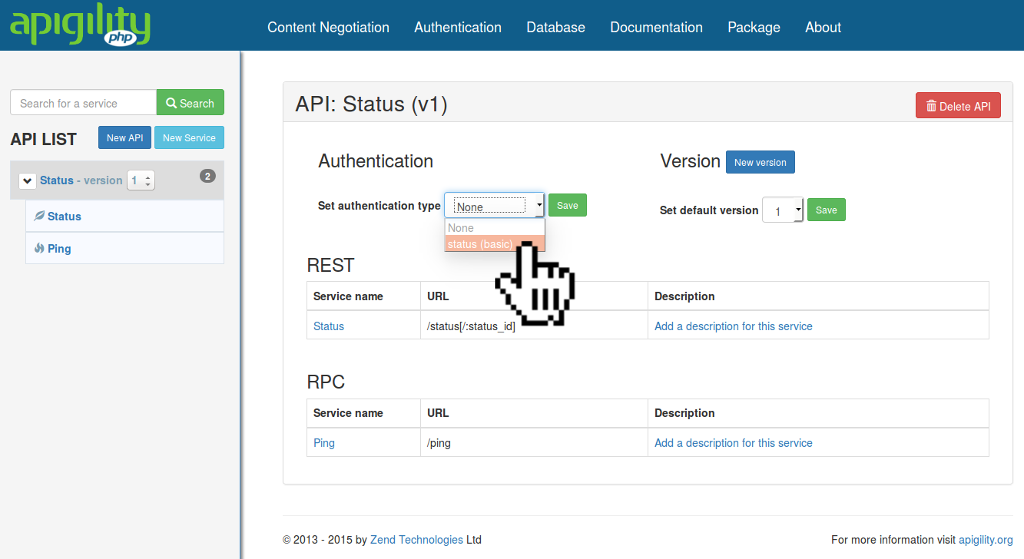 apigility
php
Content Negotiation Authentication Database Documentation Package About
Search for a service Search
API LIST New API New Service
Status - version 1 2
Status
Ping
API: Status (v1) Delete API
Authentication
Set authentication type None Save
None
status (basic)
Version New version
Set default version 1 Save
REST
Service name URL Description
Status /status[/:status_id] Add a description for this service
RPC
Service name URL Description
Ping /ping Add a description for this service
© 2013 - 2015 by Zend Technologies Ltd For more information visit apigility.org